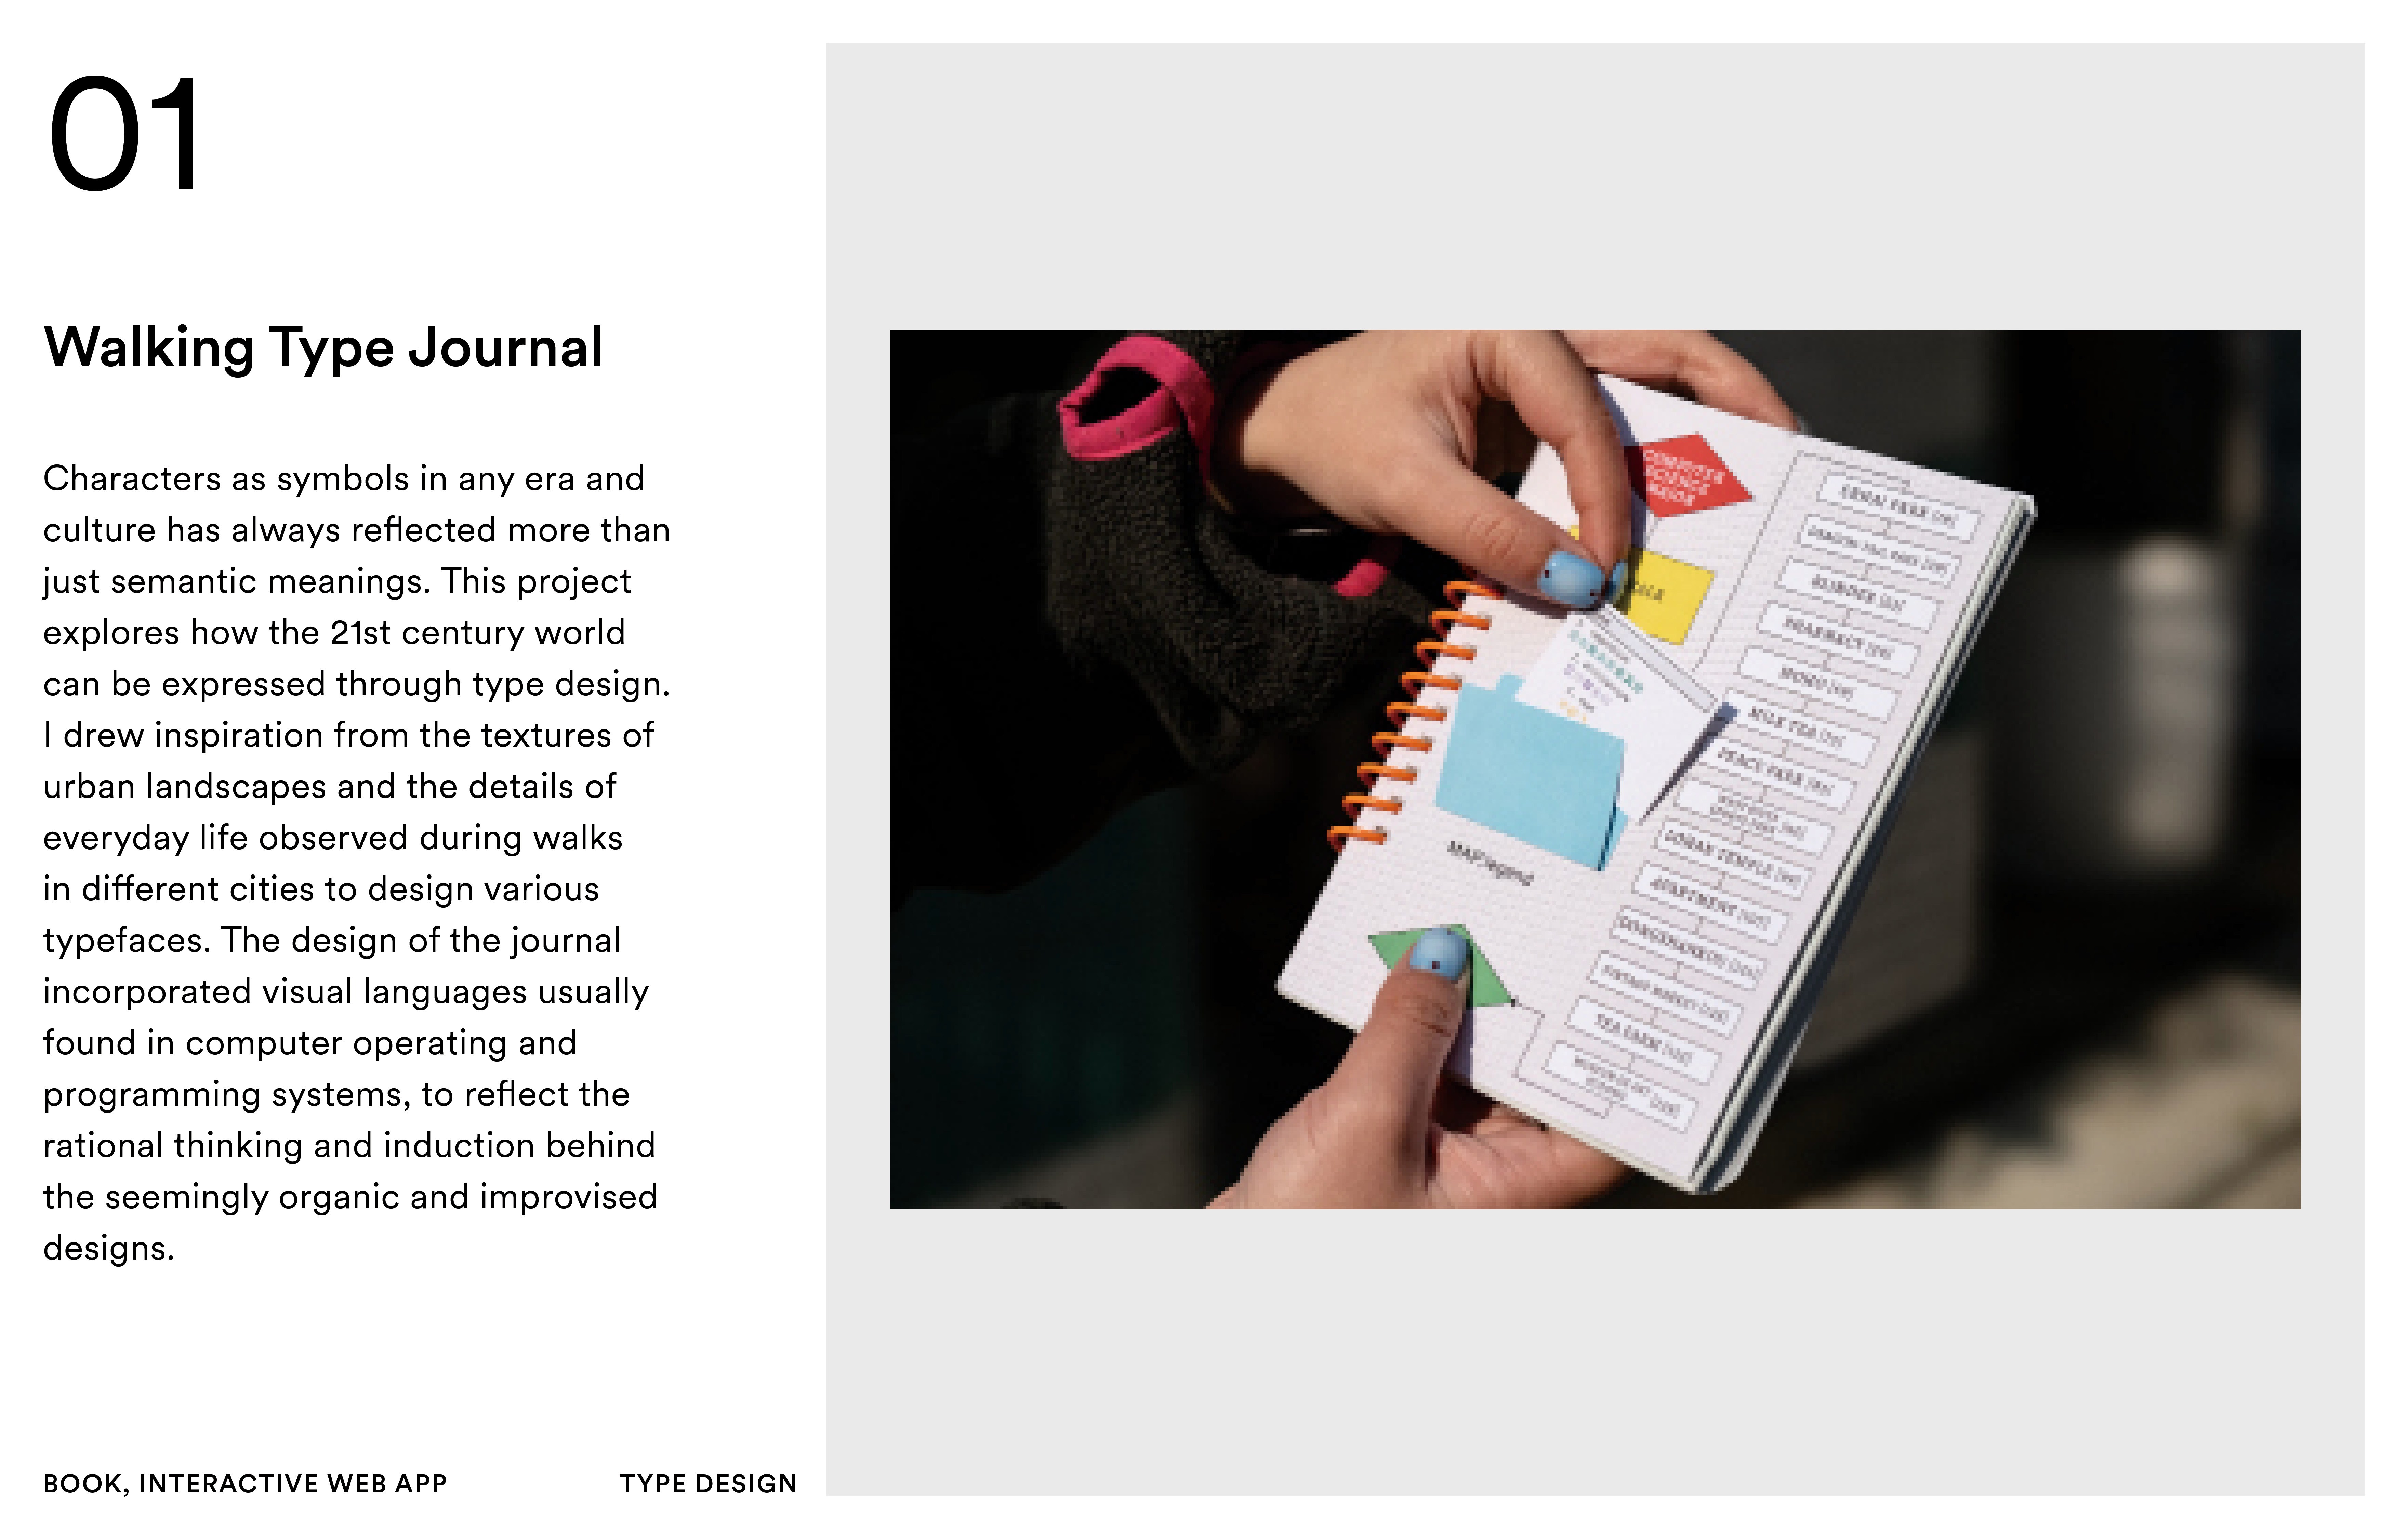 01
Walking Type Journal
Characters as symbols in any era and
culture has always reflected more than
just semantic meanings. This project
explores how the 21st century world
can be expressed through type design.
I drew inspiration from the textures of
urban landscapes and the details of
everyday life observed during walks
in different cities to design various
typefaces. The design of the journal
incorporated visual languages usually
found in computer operating and
programming systems, to reflect the
rational thinking and induction behind
the seemingly organic and improvised
designs.
BOOK, INTERACTIVE WEB APP
TYPE DESIGN
COMPUTER
SCIENCE
MAP legend
PHARMACY
MILK TEA
PEACE PARK
TEMPLE
APARTMENT
TEA FARM